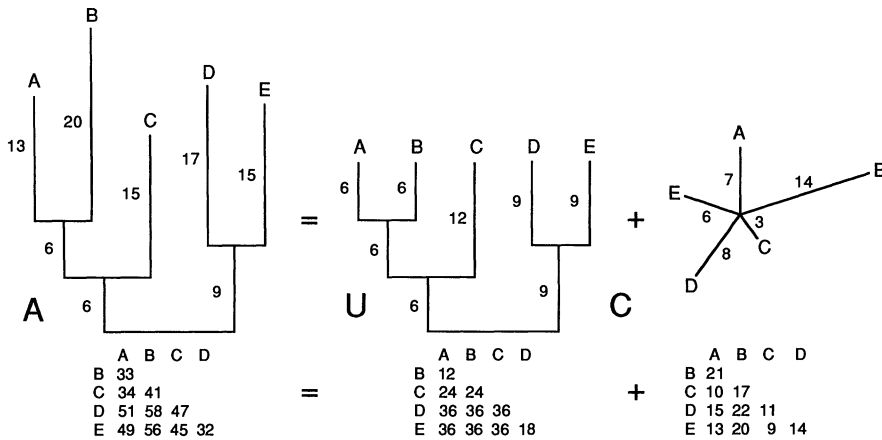 B
D
A
E
C
20
13
17
15
15
6
6
9
A
=
A B C D E
6 6
9 9
12
6
6
9
U
+
A
B
7
14
E
6
3
C
8
D
C
A B C D
B 33
C 34 41
D 51 58 47
E 49 56 45 32
=
A B C D
B 12
C 24 24
D 36 36 36
E 36 36 36 18
+
A B C D
B 21
C 10 17
D 15 22 11
E 13 20 9 14